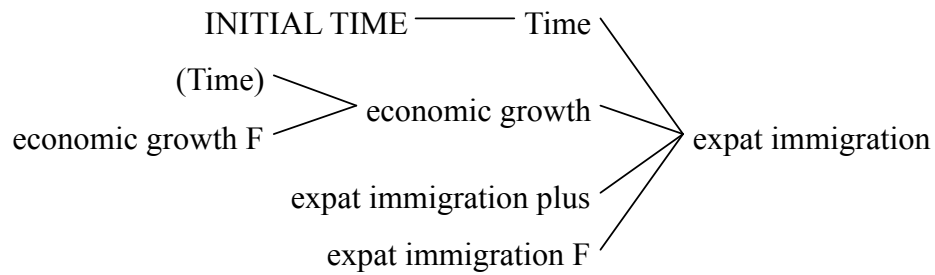 INITIAL TIME Time
(Time)
economic growth
economic growth F
expat immigration
expat immigration plus
expat immigration F